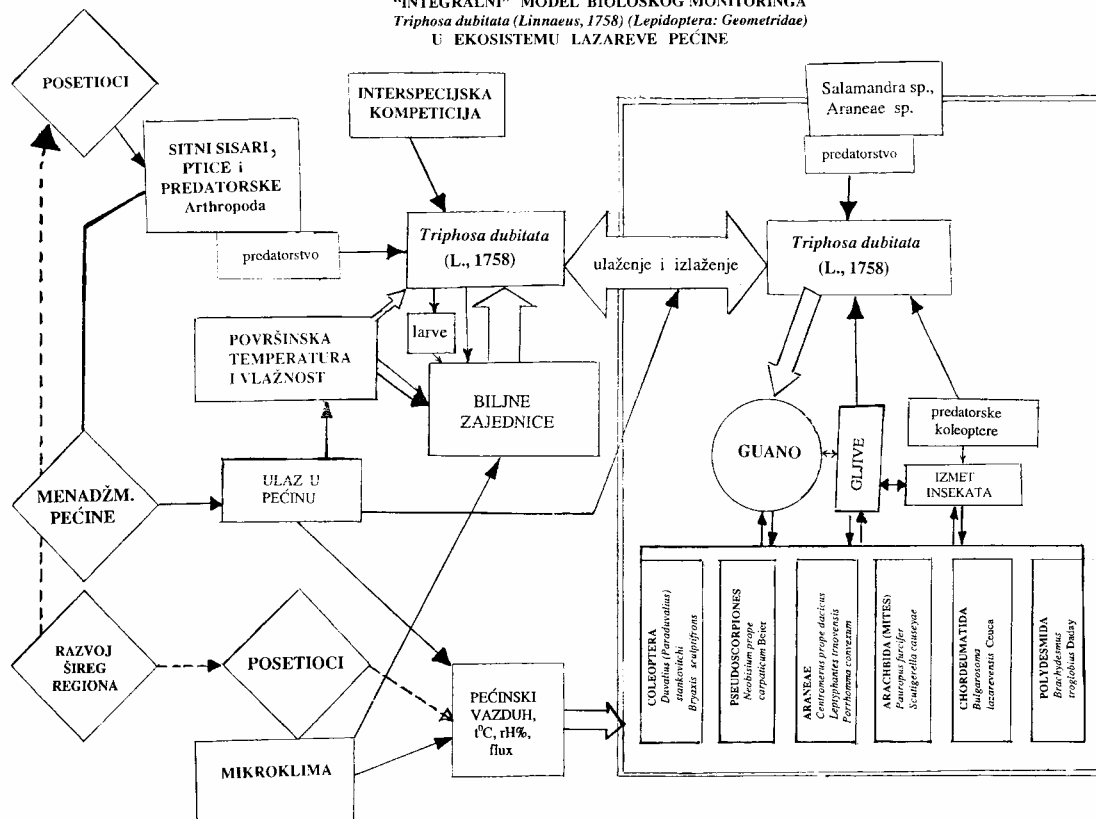 “INTEGRALNI” MODEL BIOLOŠKOG MONITORINGA
Triphosa dubitata (Linnaeus, 1758) (Lepidoptera: Geometridae)
U EKOSISTEMU LAZAREVE PEĆINE
POSETIOCI
INTERSPECIJSKA
KOMPETICIJA
Salamandra sp.,
Araneae sp.
predatorstvo
SITNI SISARI,
PTICE i
PREDATORSKE
Arthropoda
predatorstvo
Triphosa dubitata
(L., 1758)
ulaženje i izlaženje
Triphosa dubitata
(L., 1758)
larve
POVRŠINSKA
TEMPERATURA
I VLAŽNOST
BILJNE
ZAJEDNICE
GUANO
GLJIVE
predatorske
koleoptere
IZMET
INSEKATA
MENADŽM.
PEĆINE
ULAZ U
PEĆINU
RAZVOJ
ŠIREG
REGIONA
POSETIOCI
PEĆINSKI
VAZDUH,
t⁰C, rH%,
flux
MIKROKLIMA
COLEOPTERA
Duvalius (Paraduvalius)
stankovitchi
Bryaxis sculptifrons
PSEUDOSCORPIONES
Neobisium prope
carpaticum Beier
ARANEAE
Centromerus prope dacicus
Leptyphantes trnovensis
Porrhomma convexum
ARACHBIDA (MITES)
Pauropus furcifer
Scutigerella causeyae
CHORDEUMATIDA
Bulgarosoma
lazarevensis Ceuca
POLYDESMIDA
Brachydesmus
troglobius Daday